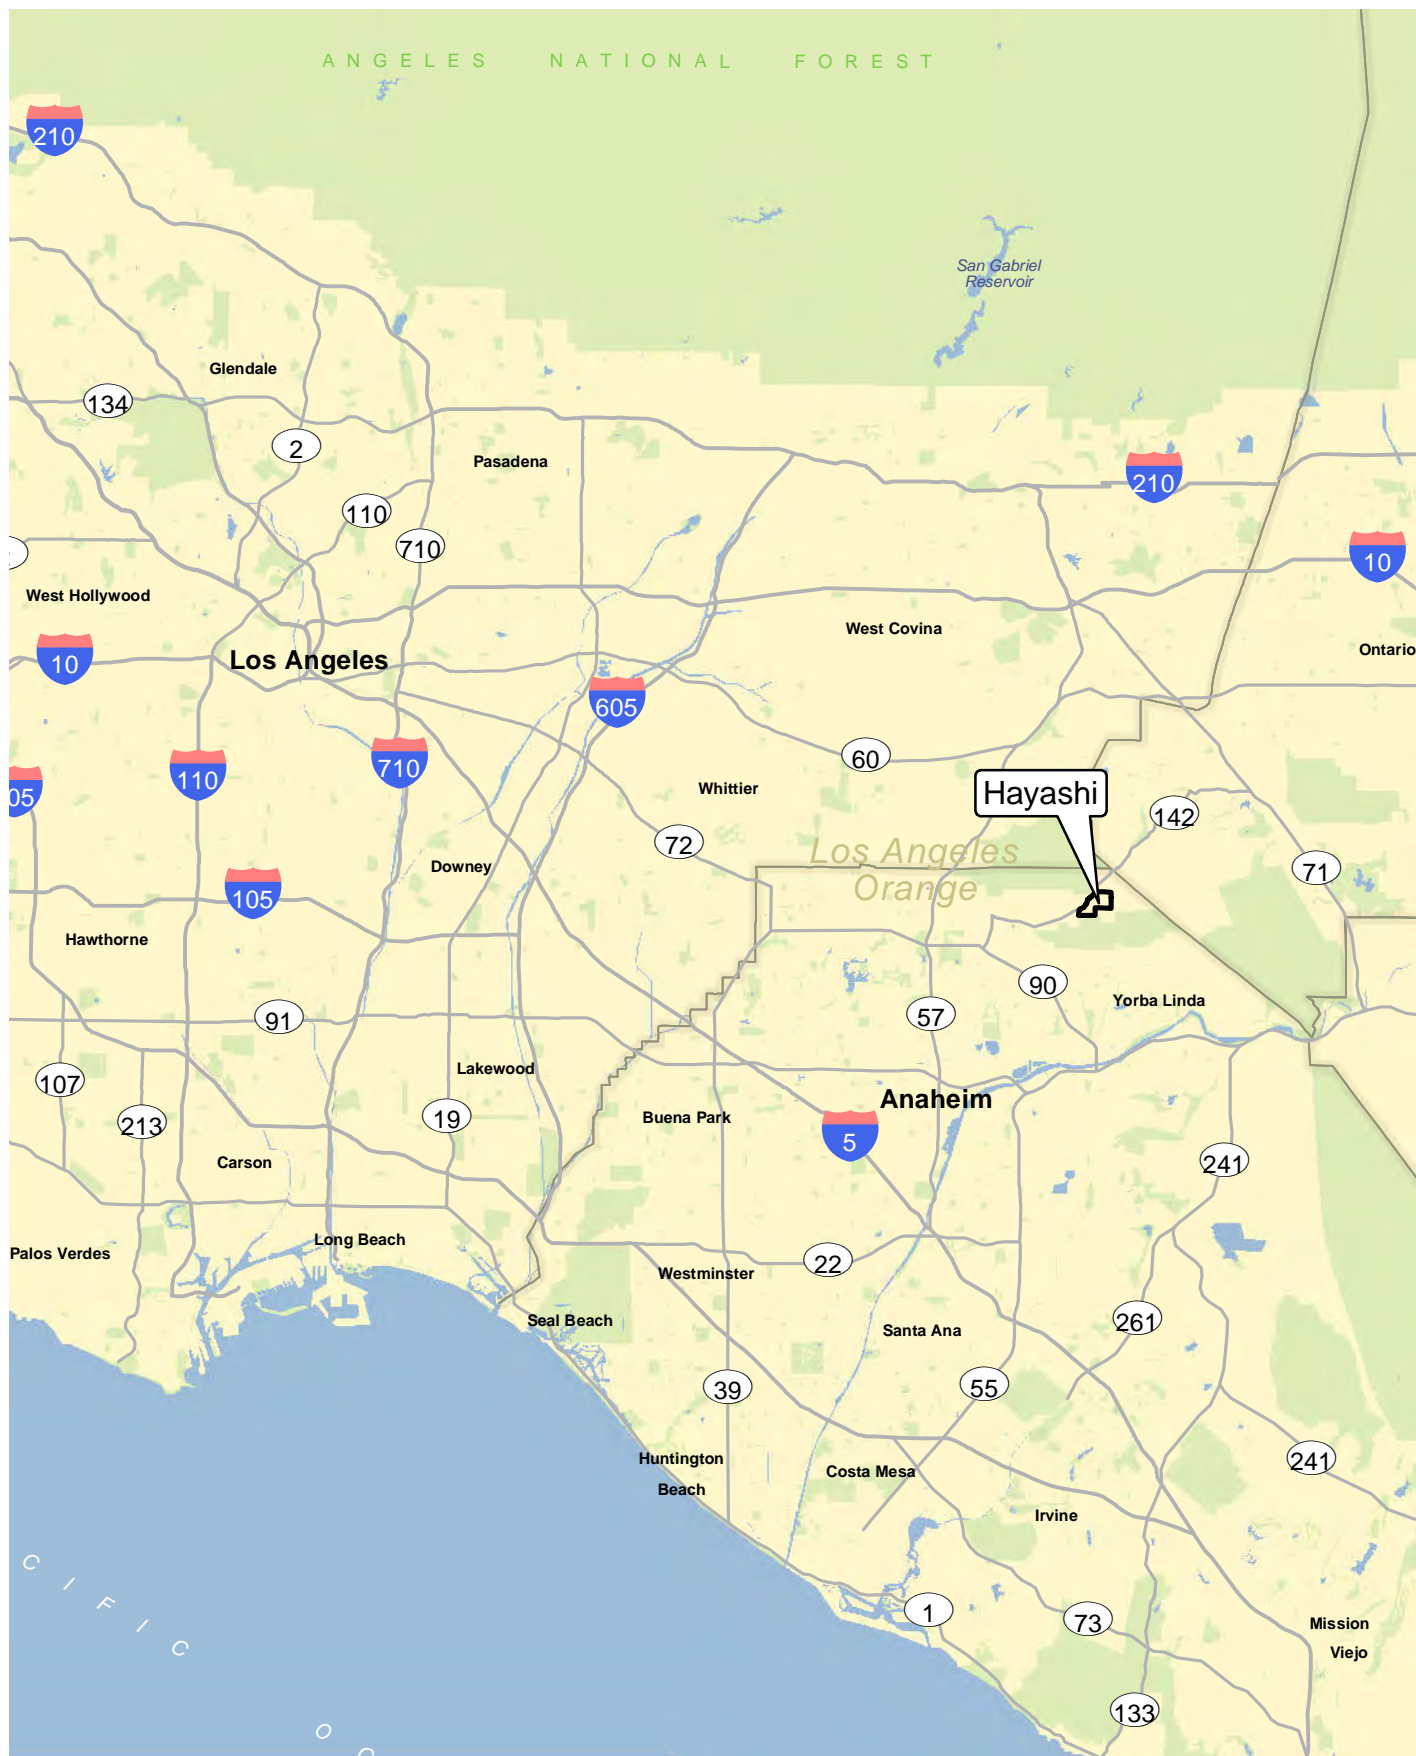 ANGELES NATIONAL FOREST
210
San Gabriel
Reservoir
Glendale
134
2
Pasadena
210
110
710
10
West Hollywood
West Covina
Ontario
10
Los Angeles
605
60
110
710
05
Whittier
Hayashi
142
72
Los Angeles
Orange
Downey
71
105
Hawthorne
90
Yorba Linda
91
57
Lakewood
107
Anaheim
19
Buena Park
213
5
Carson
241
Long Beach
Palos Verdes
22
Westminster
Seal Beach
261
Santa Ana
39
55
Huntington
Beach
Costa Mesa
241
Irvine
CIFIC
1
73
Mission
Viejo
133
O